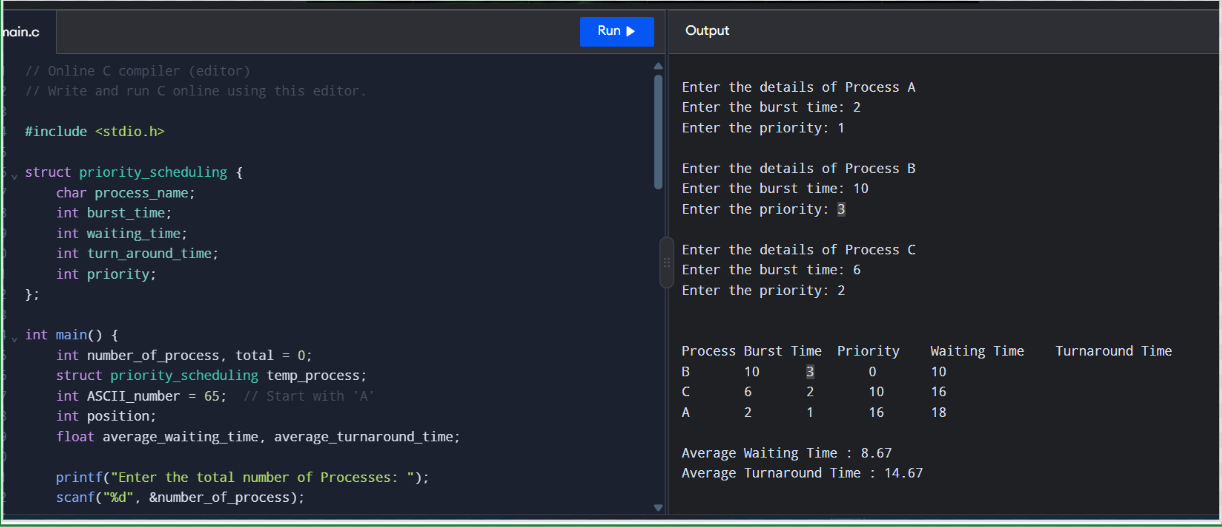 main.c
Run
Output
// Online C compiler (editor)
// Write and run C online using this editor.
#include <stdio.h>
struct priority_scheduling {
    char process_name;
    int burst_time;
    int waiting_time;
    int turn_around_time;
    int priority;
};
int main() {
    int number_of_process, total = 0;
    struct priority_scheduling temp_process;
    int ASCII_number = 65;  // Start with 'A'
    int position;
    float average_waiting_time, average_turnaround_time;
    printf("Enter the total number of Processes: ");
    scanf("%d", &number_of_process);
Enter the details of Process A
Enter the burst time: 2
Enter the priority: 1
Enter the details of Process B
Enter the burst time: 10
Enter the priority: 3
Enter the details of Process C
Enter the burst time: 6
Enter the priority: 2
Process Burst Time  Priority    Waiting Time    Turnaround Time
B       10      3       0       10
C       6       2       10      16
A       2       1       16      18
Average Waiting Time : 8.67
Average Turnaround Time : 14.67